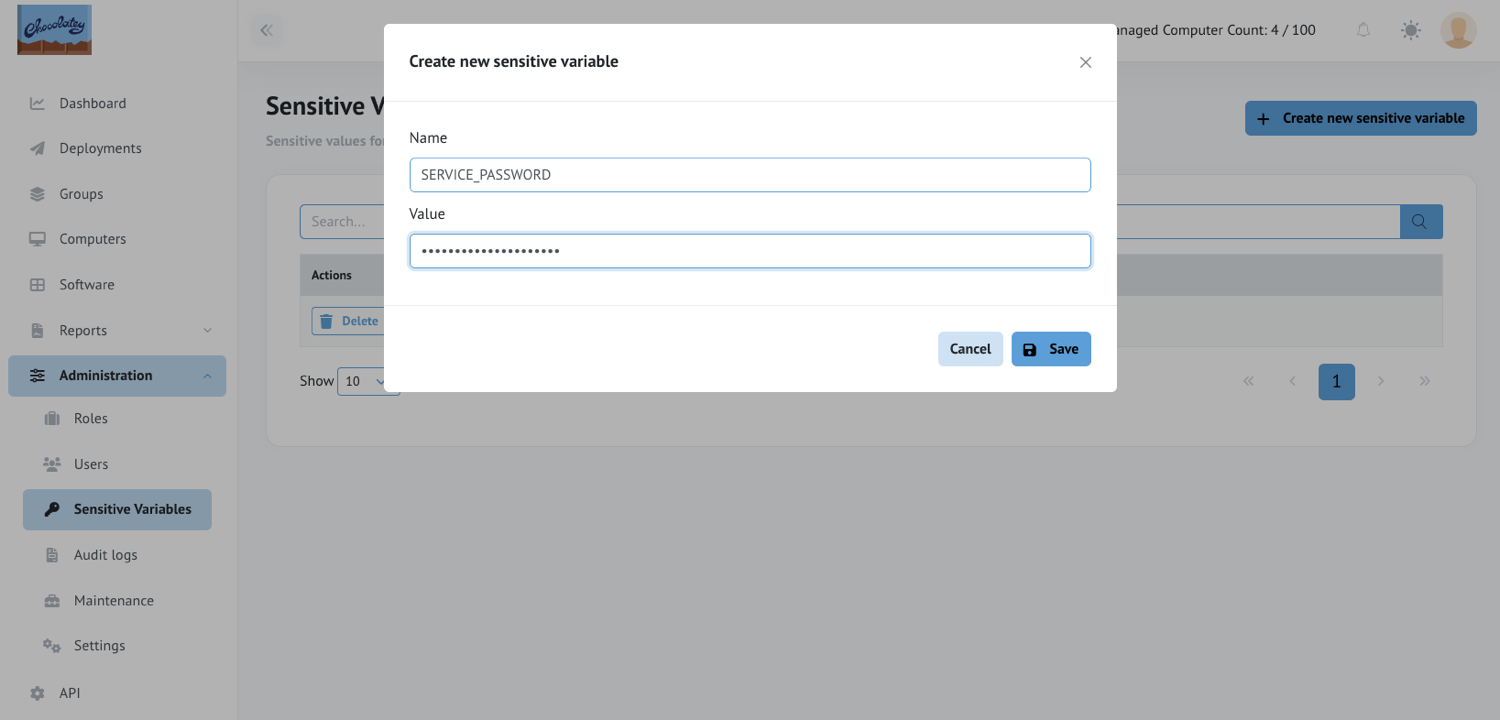 Chocolatey
Managed Computer Count: 4 / 100
Dashboard
Deployments
Groups
Computers
Software
Reports
Administration
Roles
Users
Sensitive Variables
Audit logs
Maintenance
Settings
API
Sensitive V
Sensitive values for
Create new sensitive variable
Search...
Actions
Delete
Show 10
1
Create new sensitive variable
Name
SERVICE_PASSWORD
Value
•••••••••••••••••••••
Cancel
Save